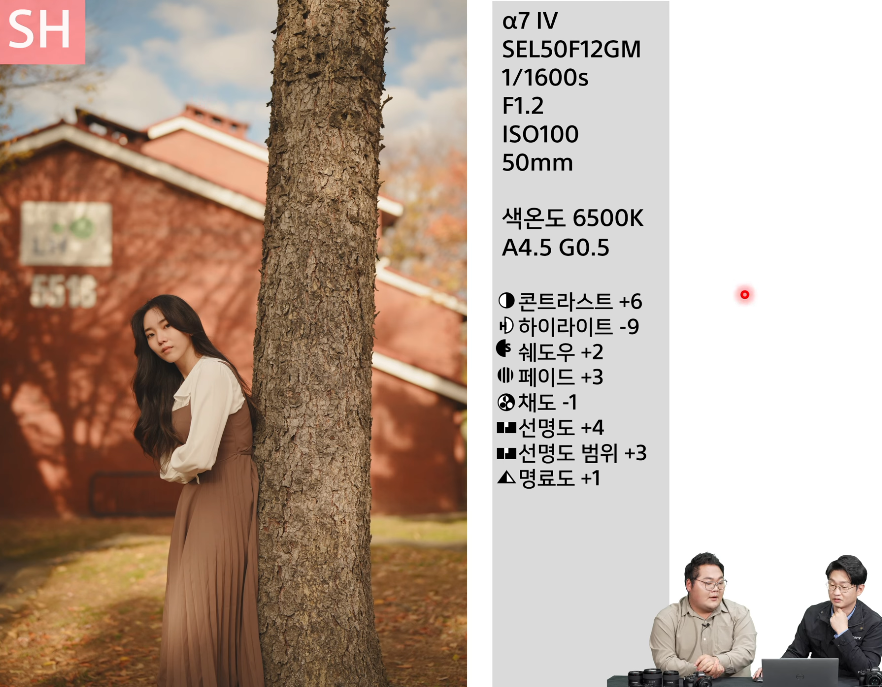 SH
5516
α7 IV
SEL50F12GM
1/1600s
F1.2
ISO100
50mm
색온도 6500K
A4.5 G0.5
콘트라스트 +6
하이라이트 -9
쉐도우 +2
페이드 +3
채도 -1
선명도 +4
선명도 범위 +3
명료도 +1